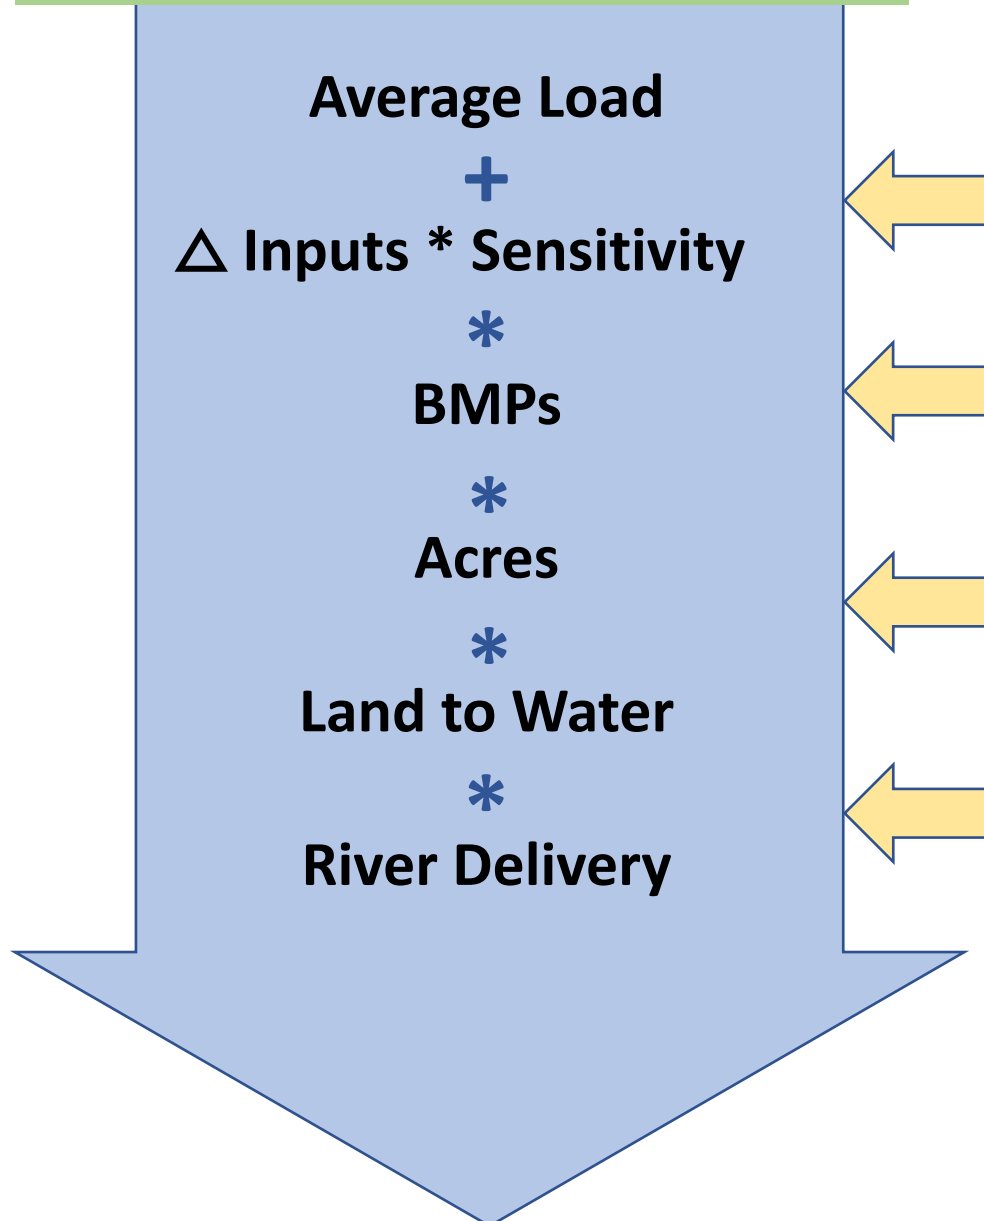 Average Load
+
△ Inputs * Sensitivity
*
BMPs
*
Acres
*
Land to Water
*
River Delivery